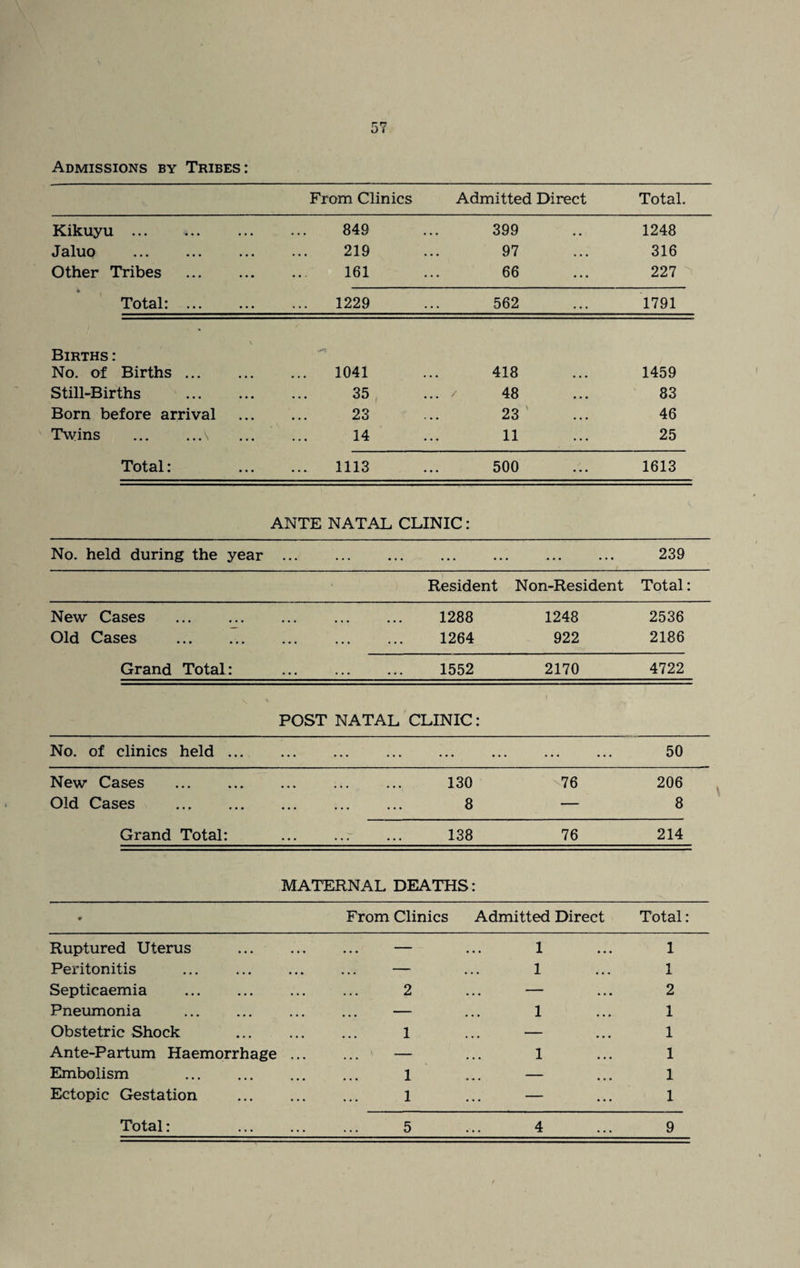 57
ADMISSIONS BY TRIBES:
From Clinics Admitted Direct Total.
Kikuyu ... ... ... ... 849 ... 399 .. 1248
Jaluo ... ... ... ... 219 ... 97 ... 316
Other Tribes ... ... .. 161 ... 66 ... 227
Total: ... ... ... 1229 ... 562 ... 1791
BIRTHS:
No. of Births ... ... ... 1041 ... 418 ... 1459
Still-Births ... ... ... 35 ... 48 ... 83
Born before arrival ... ... 23 ... 23 ... 46
Twins ... ... ... ... 14 ... 11 ... 25
Total: ... ... 1113 ... 500 ... 1613
ANTE NATAL CLINIC:
No. held during the year ... ... ... ... ... ... ... 239
Resident Non-Resident Total:
New Cases ... ... ... ... ... 1288 1248 2536
Old Cases ... ... ... ... ... 1264 922 2186
Grand Total: ... ... ... 1552 2170 4722
POST NATAL CLINIC:
No. of clinics held ... ... ... ... ... ... ... ... 50
New Cases ... ... ... ... ... 130 76 206
Old Cases ... ... ... ... ... 8 — 8
Grand Total: ... ... ... 138 76 214
MATERNAL DEATHS:
From Clinics Admitted Direct Total:
Ruptured Uterus ... ... ... — ... 1 ... 1
Peritonitis ... ... ... ... — ... 1 ... 1
Septicaemia ... ... ... ... 2 ... — ... 2
Pneumonia ... ... ... ... — ... 1 ... 1
Obstetric Shock ... ... ... 1 ... — ... 1
Ante-Partum Haemorrhage ... ... — ... 1 ... 1
Embolism ... ... ... ... 1 ... — ... 1
Ectopic Gestation ... ... ... 1 ... — ... 1
Total: ... ... ... 5 ... 4 ... 9